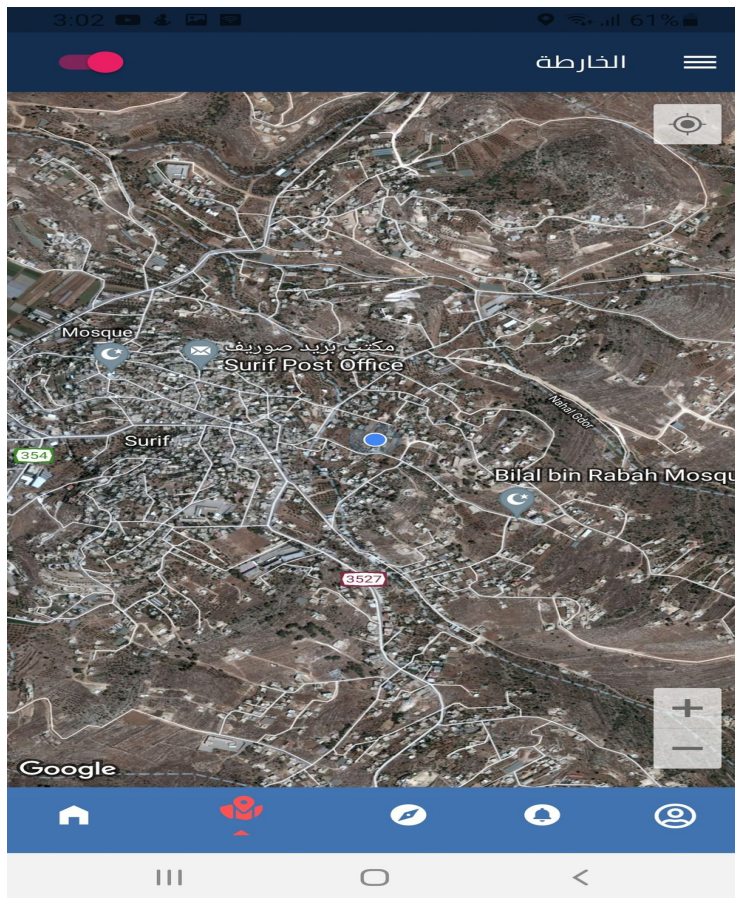 3:02
61%
الخارطة
Mosque
مكتب بريد صوريف
Surif Post Office
Nahal Gdor
Surif
354
Bilal bin Rabah Mosqu
3527
Google